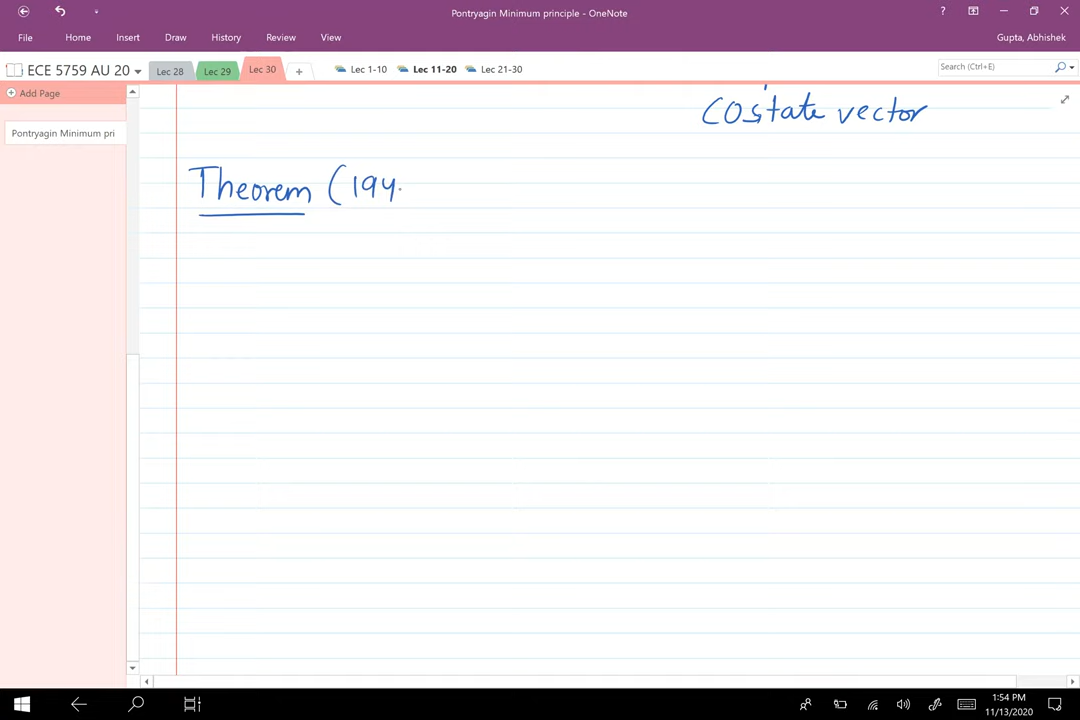 Pontryagin Minimum principle - OneNote
?
File Home Insert Draw History Review View Gupta, Abhishek
ECE 5759 AU 20 Lec 28 Lec 29 Lec 30 + Lec 1-10 Lec 11-20 Lec 21-30 Search (Ctrl+E)
Add Page
Pontryagin Minimum pri
Costate vector
Theorem (194
1:54 PM
11/13/2020